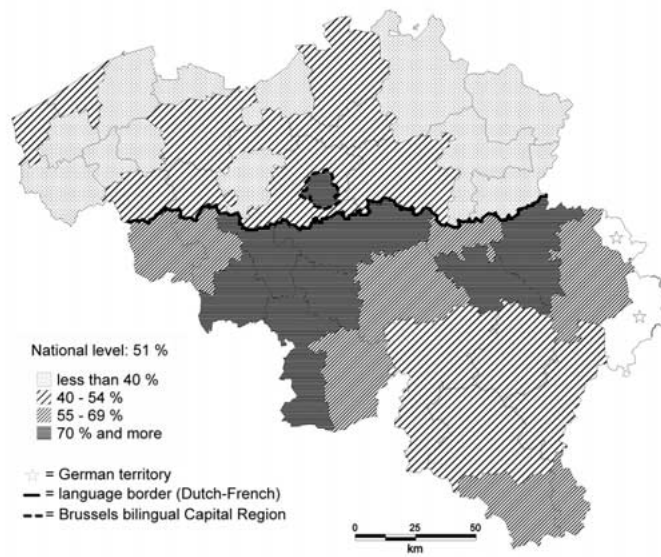 National level: 51 %
less than 40 %
40 - 54 %
55 - 69 %
70 % and more
= German territory
= language border (Dutch-French)
= Brussels bilingual Capital Region
0 25 50
km